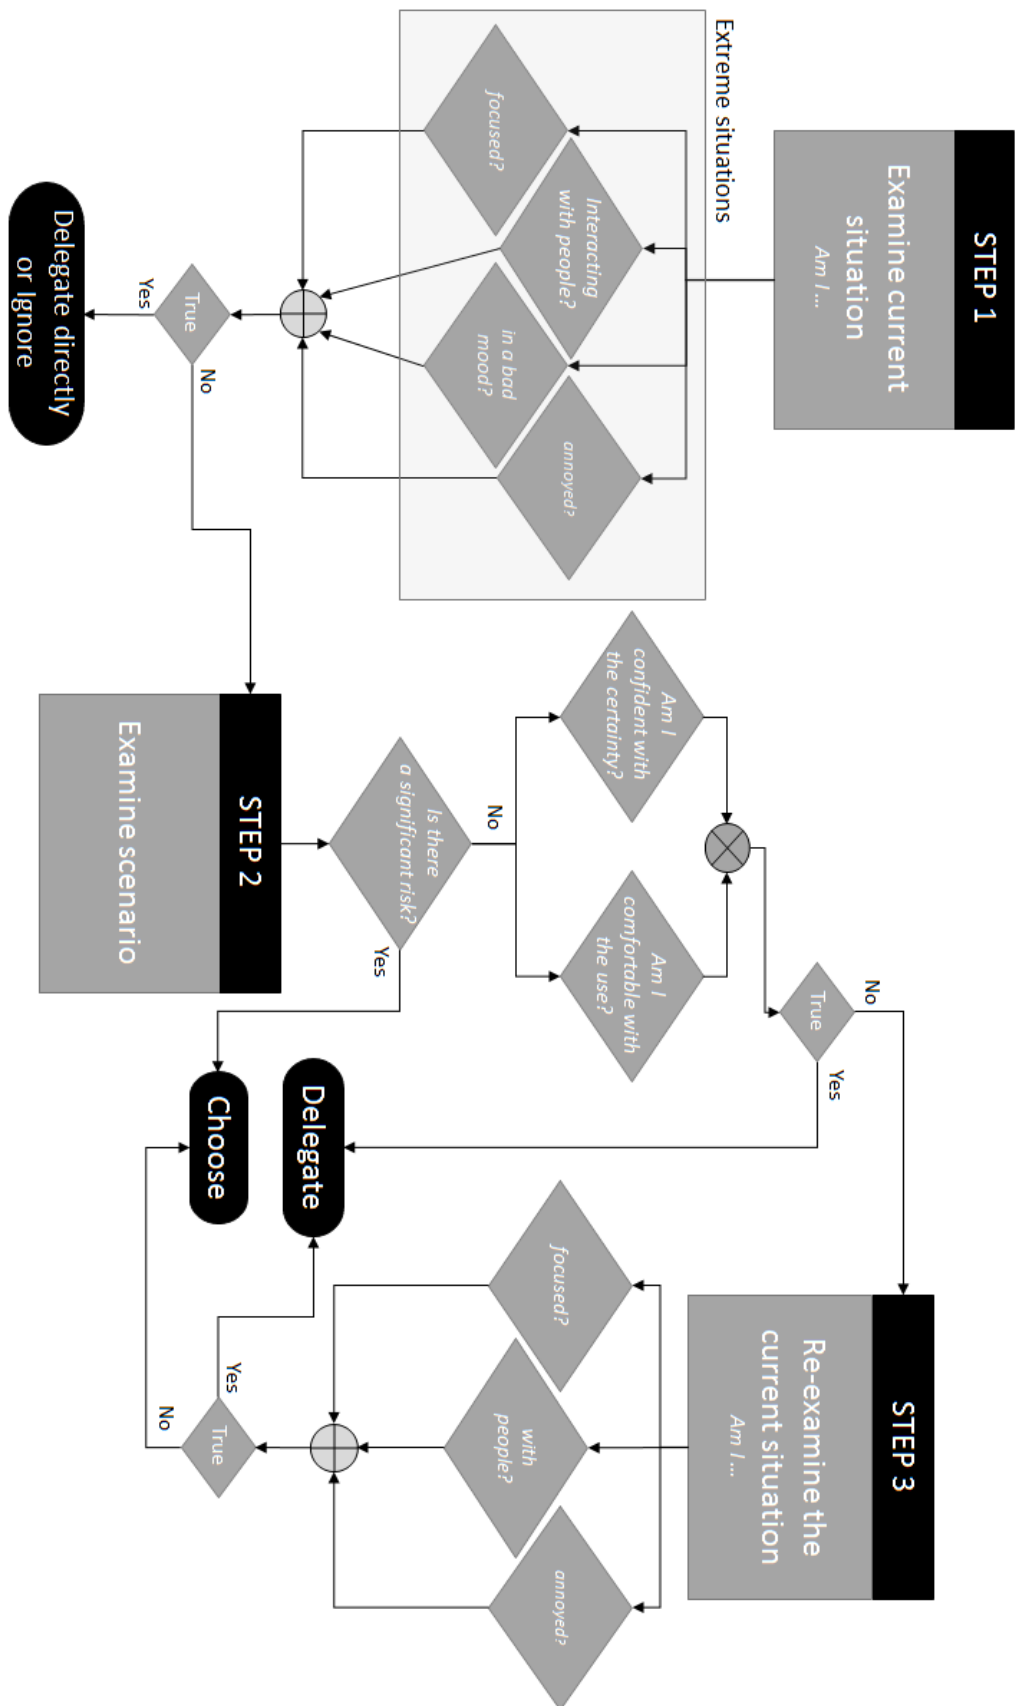 STEP 1
Examine current
situation
Am I ...
Extreme situations
focused?
Interacting
with people?
in a bad
mood?
annoyed?
True
No
Yes
Delegate directly
or Ignore
STEP 2
Examine scenario
Is there
a significant risk?
No
Yes
Am I
confident with
the certainty?
Am I
comfortable with
the use?
True
No
Yes
Delegate
Choose
STEP 3
Re-examine the
current situation
Am I ...
focused?
with
people?
annoyed?
True
Yes
No